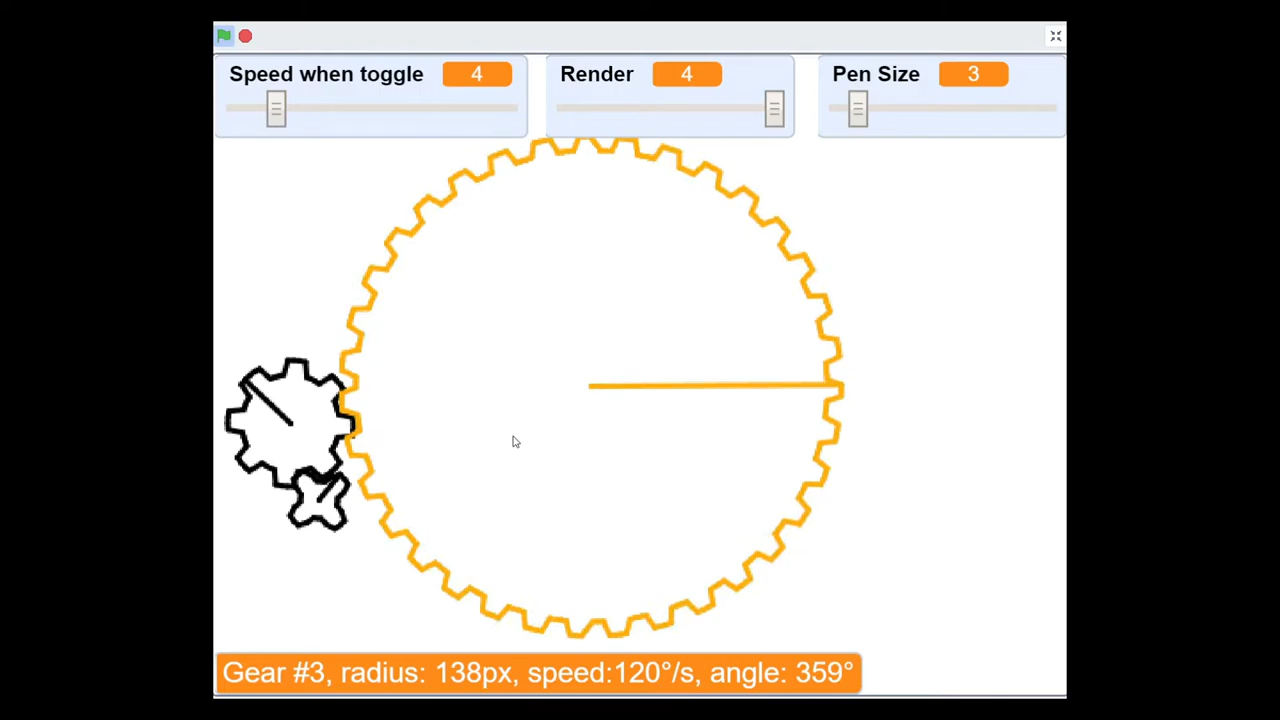 Speed when toggle 4 Render 4 Pen Size 3
Gear #3, radius: 138px, speed:120°/s, angle: 359°